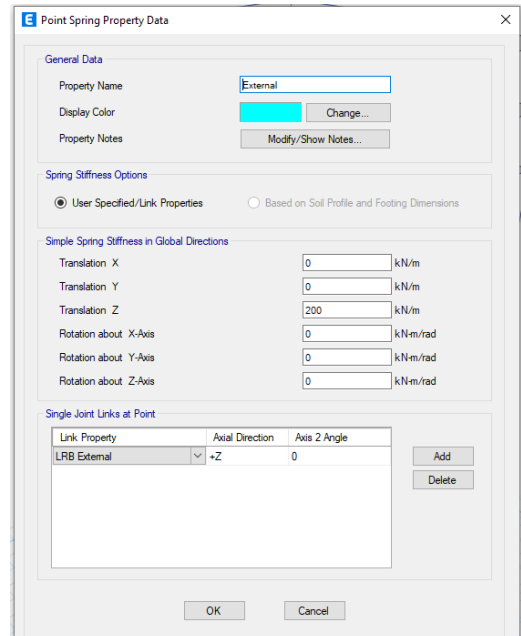 E Point Spring Property Data
General Data
Property Name External
Display Color Change...
Property Notes Modify/Show Notes...
Spring Stiffness Options
User Specified/Link Properties Based on Soil Profile and Footing Dimensions
Simple Spring Stiffness in Global Directions
Translation X 0 kN/m
Translation Y 0 kN/m
Translation Z 200 kN/m
Rotation about X-Axis 0 kN-m/rad
Rotation about Y-Axis 0 kN-m/rad
Rotation about Z-Axis 0 kN-m/rad
Single Joint Links at Point
Link Property Axial Direction Axis 2 Angle
LRB External +Z 0
Add
Delete
OK Cancel